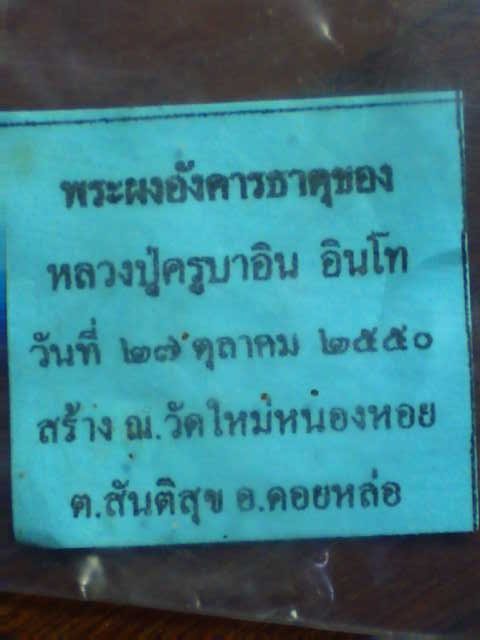 พระผงอังคารธาตุของ
หลวงปู่ครูบาอิน อินโท
วันที่ ๒๗ ตุลาคม ๒๕๕๐
สร้าง ณ.วัดใหม่หนองหอย
ต.สันติสุข อ.ดอยหล่อ